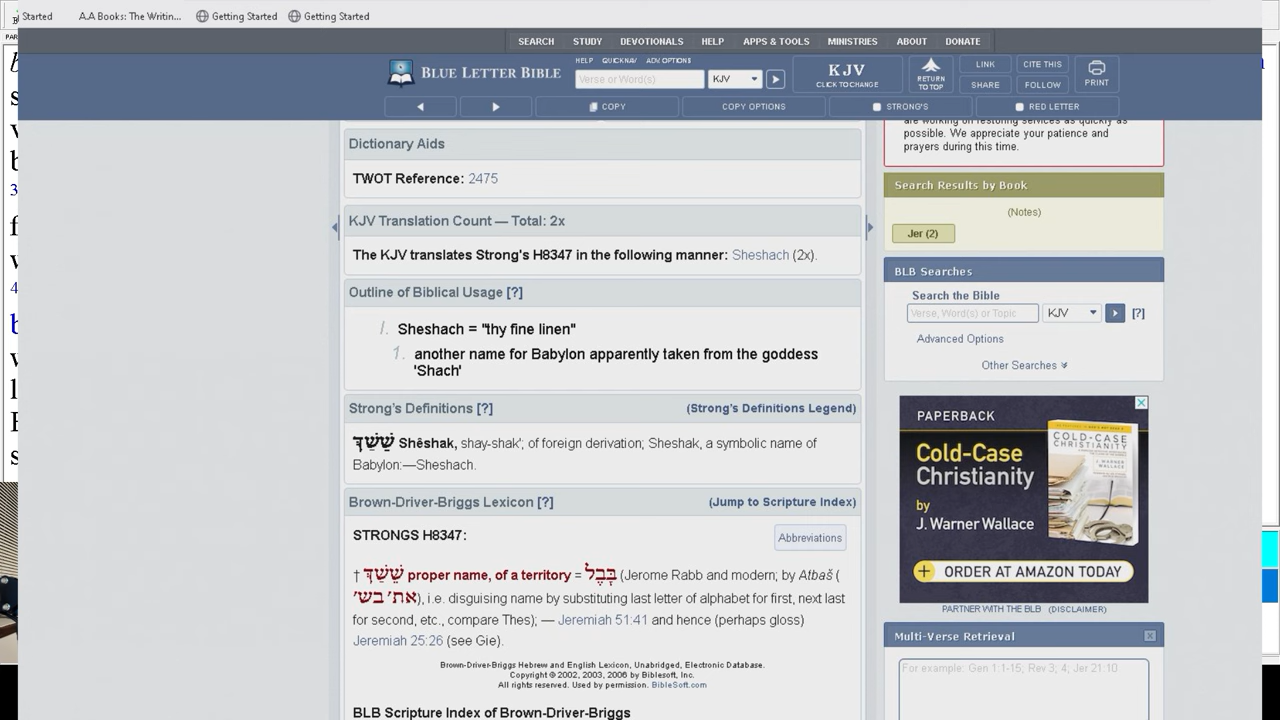 Started
A.A Books: The Writin...
Getting Started
Getting Started
SEARCH STUDY DEVOTIONALS HELP APPS & TOOLS MINISTRIES ABOUT DONATE
BLUE LETTER BIBLE
HELP QUICKNAV ADV. OPTIONS
Verse or Word(s)
KJV
KJV
CLICK TO CHANGE
RETURN
TO TOP
LINK
CITE THIS
SHARE
FOLLOW
PRINT
COPY
COPY OPTIONS
STRONG'S
RED LETTER
Dictionary Aids
TWOT Reference: 2475
KJV Translation Count — Total: 2x
The KJV translates Strong's H8347 in the following manner: Sheshach (2x).
Outline of Biblical Usage [?]
1. Sheshach = "thy fine linen"
1. another name for Babylon apparently taken from the goddess
'Shach'
Strong's Definitions [?] (Strong's Definitions Legend)
שֵׁשַׁךְ Shêshak, shay-shak'; of foreign derivation; Sheshak, a symbolic name of
Babylon:—Sheshach.
Brown-Driver-Briggs Lexicon [?] (Jump to Scripture Index)
STRONGS H8347:
Abbreviations
† שֵׁשַׁךְ proper name, of a territory = בָּבֶל (Jerome Rabb and modern; by Atbaš (
את׳ בש׳), i.e. disguising name by substituting last letter of alphabet for first, next last
for second, etc., compare Thes); — Jeremiah 51:41 and hence (perhaps gloss)
Jeremiah 25:26 (see Gie).
Brown-Driver-Briggs Hebrew and English Lexicon, Unabridged, Electronic Database.
Copyright © 2002, 2003, 2006 by Biblesoft, Inc.
All rights reserved. Used by permission. BibleSoft.com
BLB Scripture Index of Brown-Driver-Briggs
are working on restoring services as quickly as
possible. We appreciate your patience and
prayers during this time.
Search Results by Book
(Notes)
Jer (2)
BLB Searches
Search the Bible
Verse, Word(s) or Topic
KJV
[?]
Advanced Options
Other Searches
PAPERBACK
Cold-Case
Christianity
by
J. Warner Wallace
COLD-CASE
CHRISTIANITY
ORDER AT AMAZON TODAY
PARTNER WITH THE BLB (DISCLAIMER)
Multi-Verse Retrieval
x
For example: Gen 1:1-15; Rev 3; 4; Jer 21:10